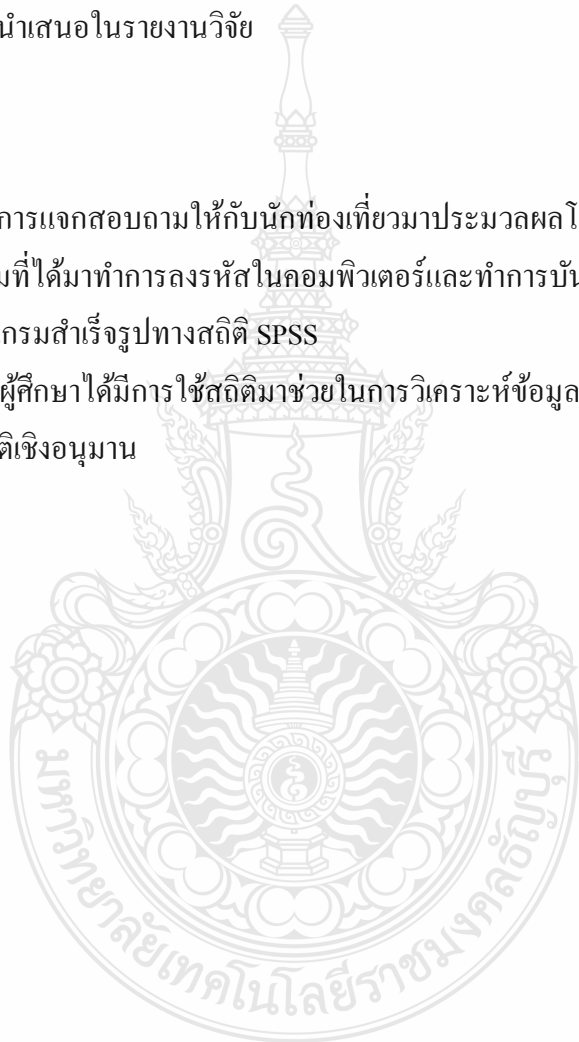 นำเสนอในรายงานวิจัย
การแจกสอบถามให้กับนักท่องเที่ยวมาประมวลผลโ
มที่ได้มาทำการลงรหัสในคอมพิวเตอร์และทำการบัน
กรมสำเร็จรูปทางสถิติ SPSS
ผู้ศึกษาได้มีการใช้สถิติมาช่วยในการวิเคราะห์ข้อมูล
ติเชิงอนุมาน
มหาวิทยาลัยเทคโนโลยีราชมงคลธัญบุรี